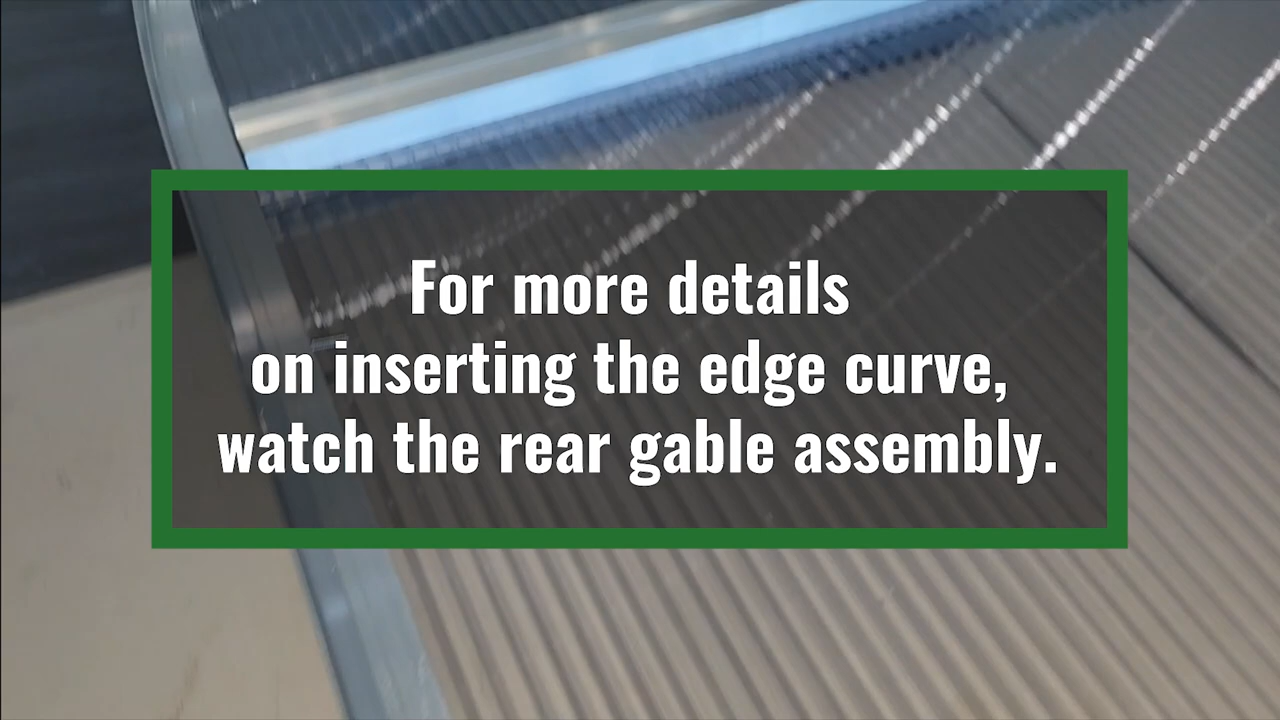 For more details
on inserting the edge curve,
watch the rear gable assembly.